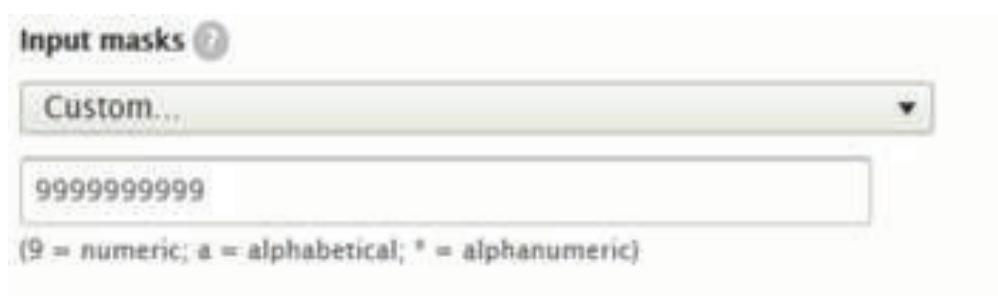 Input masks ?
Custom...
9999999999
(9 = numeric; a = alphabetical; * = alphanumeric)